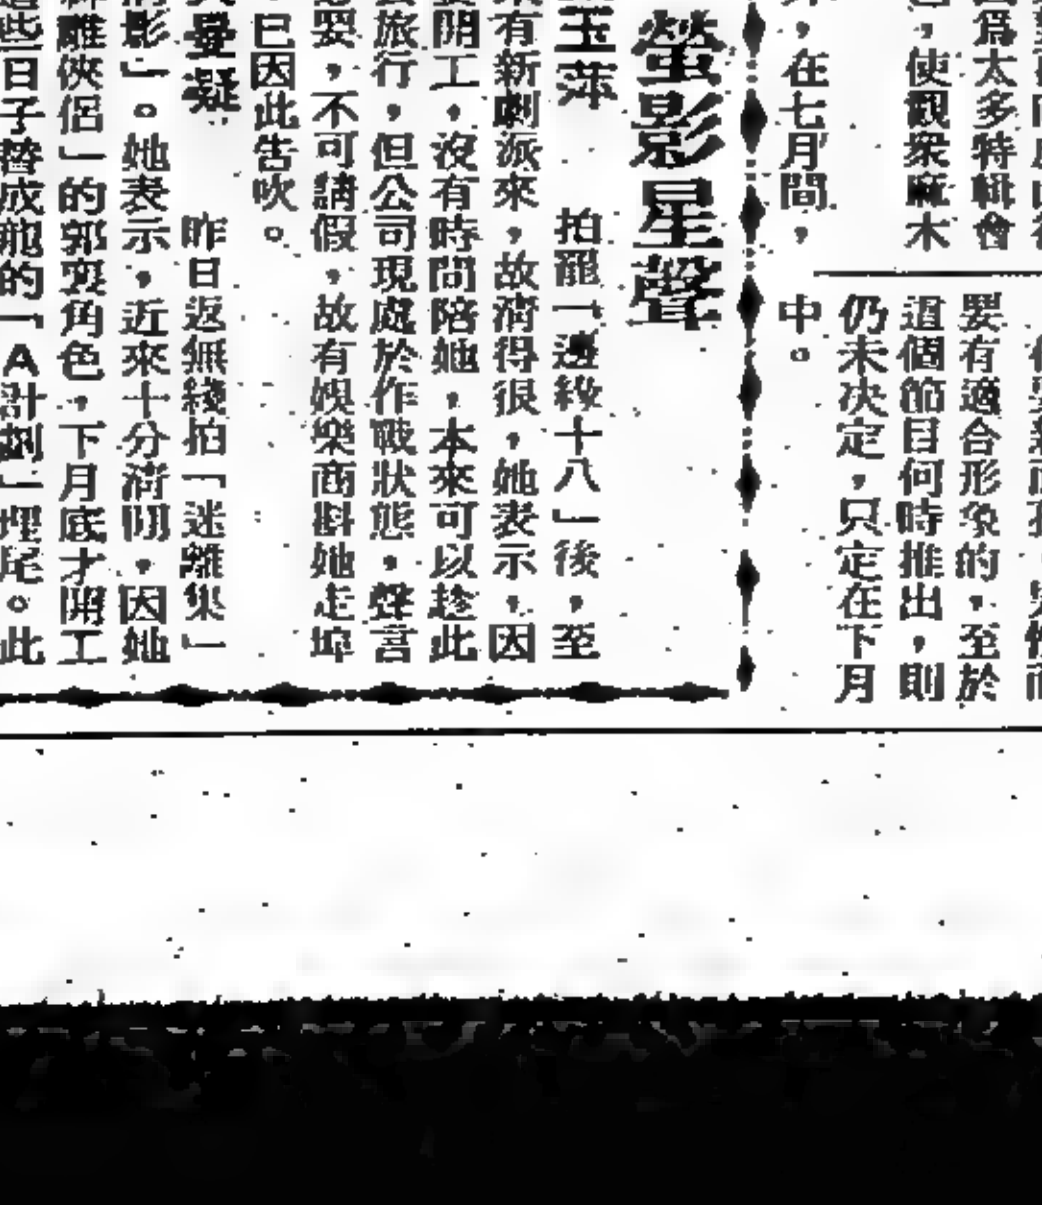 爲太多特輯會
，使觀衆麻木
，在七月間，
要有適合形象的，至於
這個節目何時推出，則
仍未決定，只定在下月
中。
螢影星聲
玉萍　拍罷「邊緣十八」後，至
有新劇派來，故清得很，她表示，因
開工，沒有時間陪她，本來可以趁此
旅行，但公司現處於作戰狀態，聲言
要，不可請假，故有娛樂商斟她走埠
已因此告吹。
曼凝　昨日返無綫拍「迷離集」
影」。她表示，近來十分清閒，因她
雕俠侶」的郭襄角色，下月底才開工
些日子替成龍的「A計劃」埋尾。此